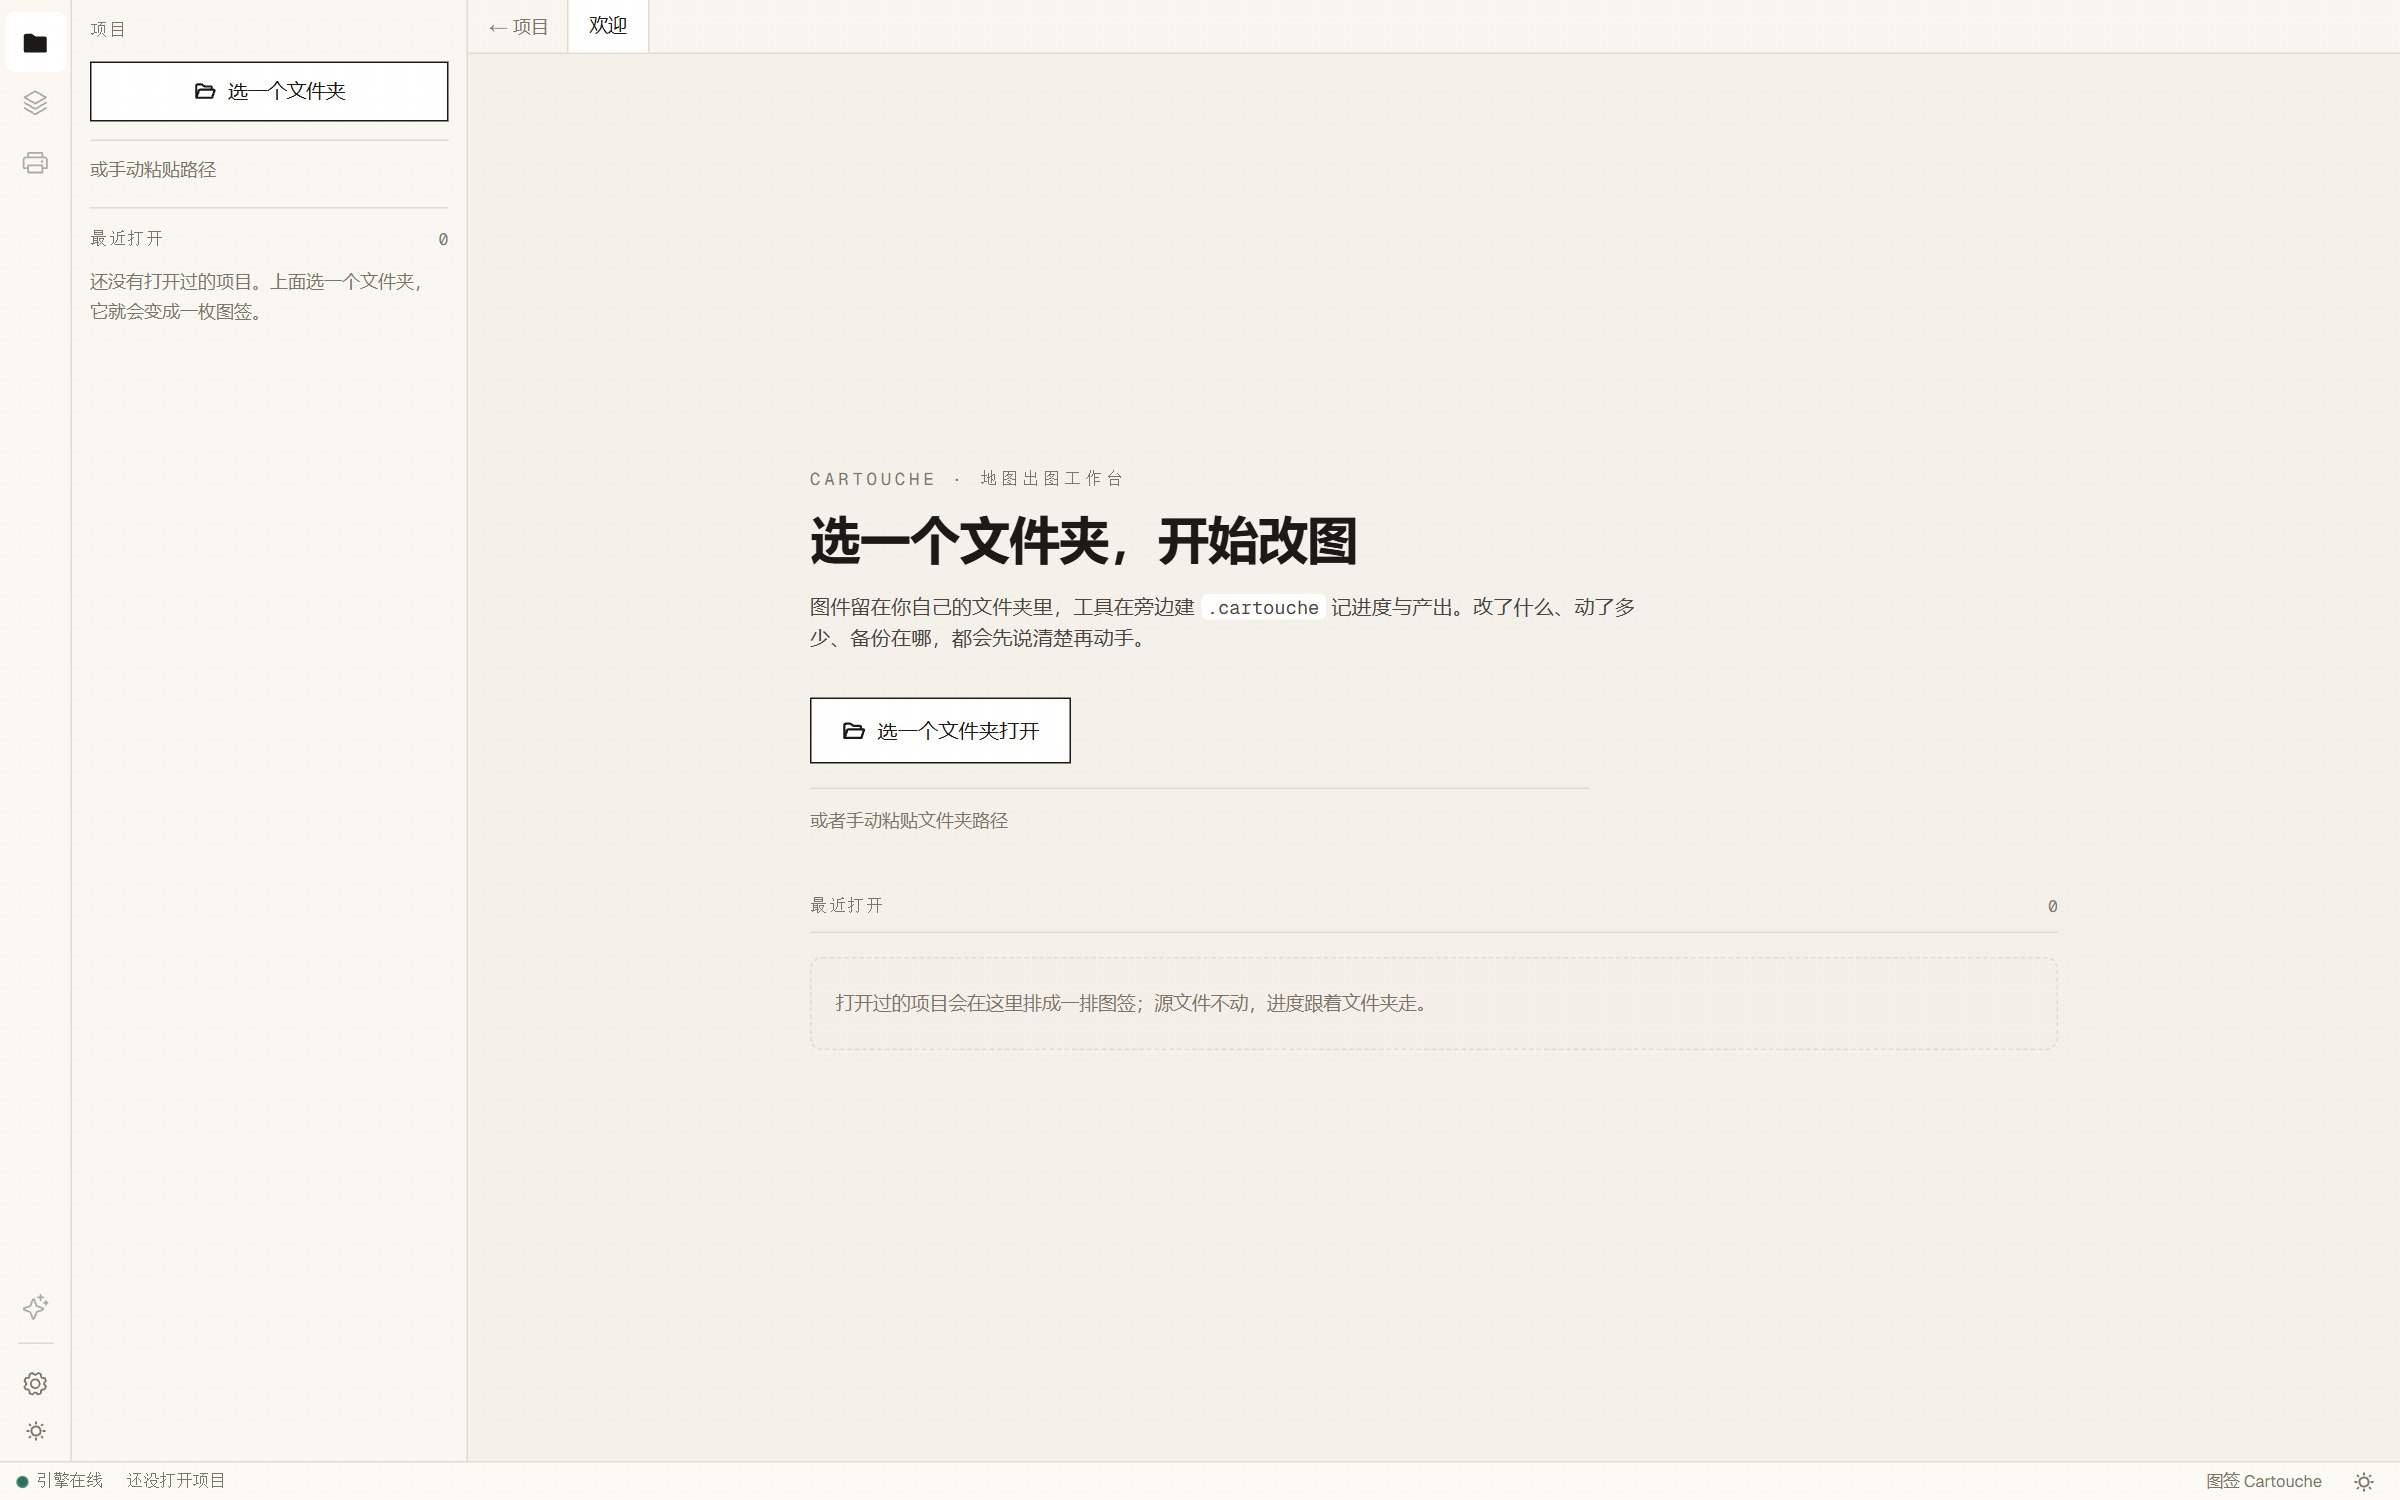 项目
选一个文件夹
或手动粘贴路径
最近打开 0
还没有打开过的项目。上面选一个文件夹，
它就会变成一枚图签。
← 项目
欢迎
CARTOUCHE · 地图出图工作台
选一个文件夹，开始改图
图件留在你自己的文件夹里，工具在旁边建 .cartouche 记进度与产出。改了什么、动了多
少、备份在哪，都会先说清楚再动手。
选一个文件夹打开
或者手动粘贴文件夹路径
最近打开 0
打开过的项目会在这里排成一排图签；源文件不动，进度跟着文件夹走。
引擎在线 还没打开项目
图签 Cartouche